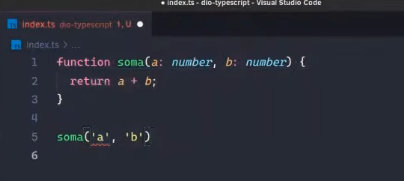 • index.ts - dio-typescript - Visual Studio Code
index.ts dio-typescript 1, U ●
index.ts > ...
1 function soma(a: number, b: number) {
2 return a + b;
3 }
4
5 soma('a', 'b')
6